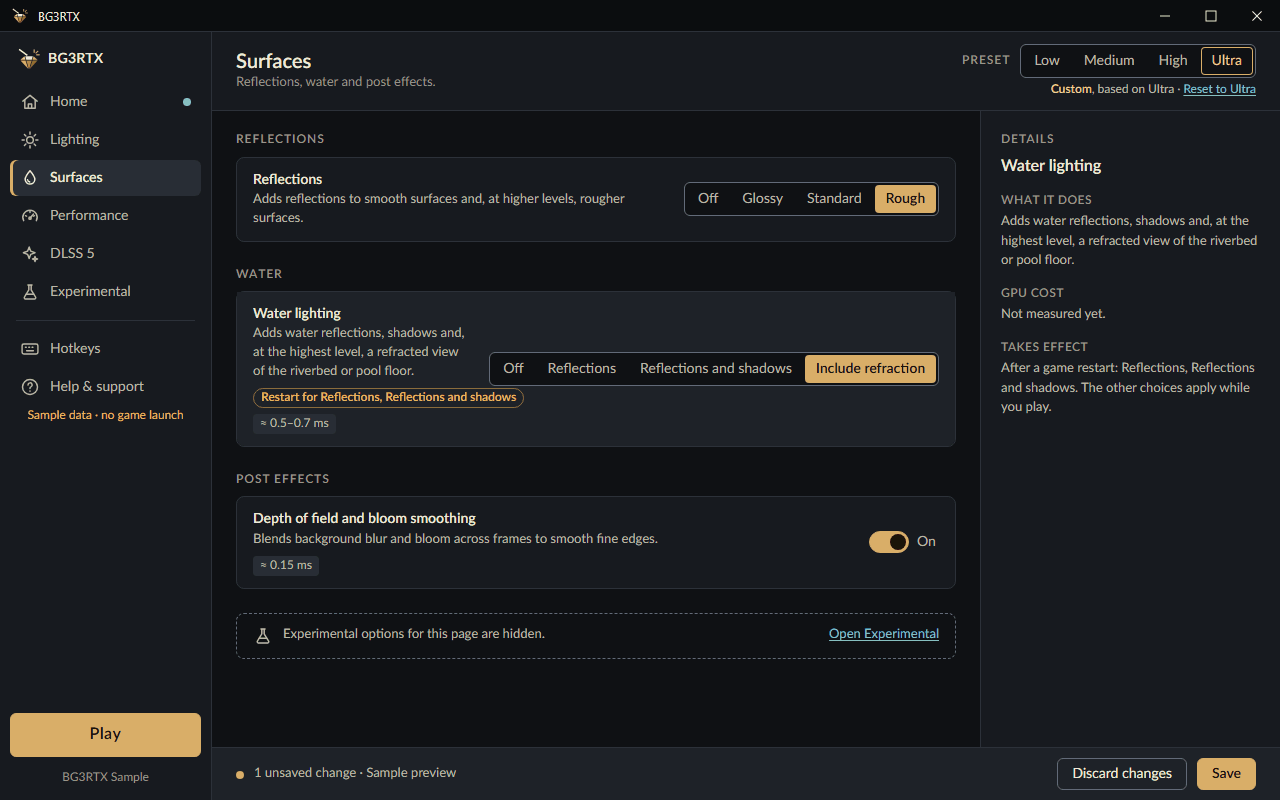 BG3RTX
BG3RTX
Home
Lighting
Surfaces
Performance
DLSS 5
Experimental
Hotkeys
Help & support
Sample data · no game launch
Play
BG3RTX Sample
Surfaces
Reflections, water and post effects.
PRESET Low Medium High Ultra
Custom, based on Ultra · Reset to Ultra
REFLECTIONS
Reflections
Adds reflections to smooth surfaces and, at higher levels, rougher
surfaces.
Off Glossy Standard Rough
WATER
Water lighting
Adds water reflections, shadows and,
at the highest level, a refracted view
of the riverbed or pool floor.
Restart for Reflections, Reflections and shadows
≈ 0.5–0.7 ms
Off Reflections Reflections and shadows Include refraction
POST EFFECTS
Depth of field and bloom smoothing
Blends background blur and bloom across frames to smooth fine edges.
≈ 0.15 ms
On
Experimental options for this page are hidden.
Open Experimental
DETAILS
Water lighting
WHAT IT DOES
Adds water reflections, shadows and, at the
highest level, a refracted view of the riverbed
or pool floor.
GPU COST
Not measured yet.
TAKES EFFECT
After a game restart: Reflections, Reflections
and shadows. The other choices apply while
you play.
1 unsaved change · Sample preview
Discard changes
Save